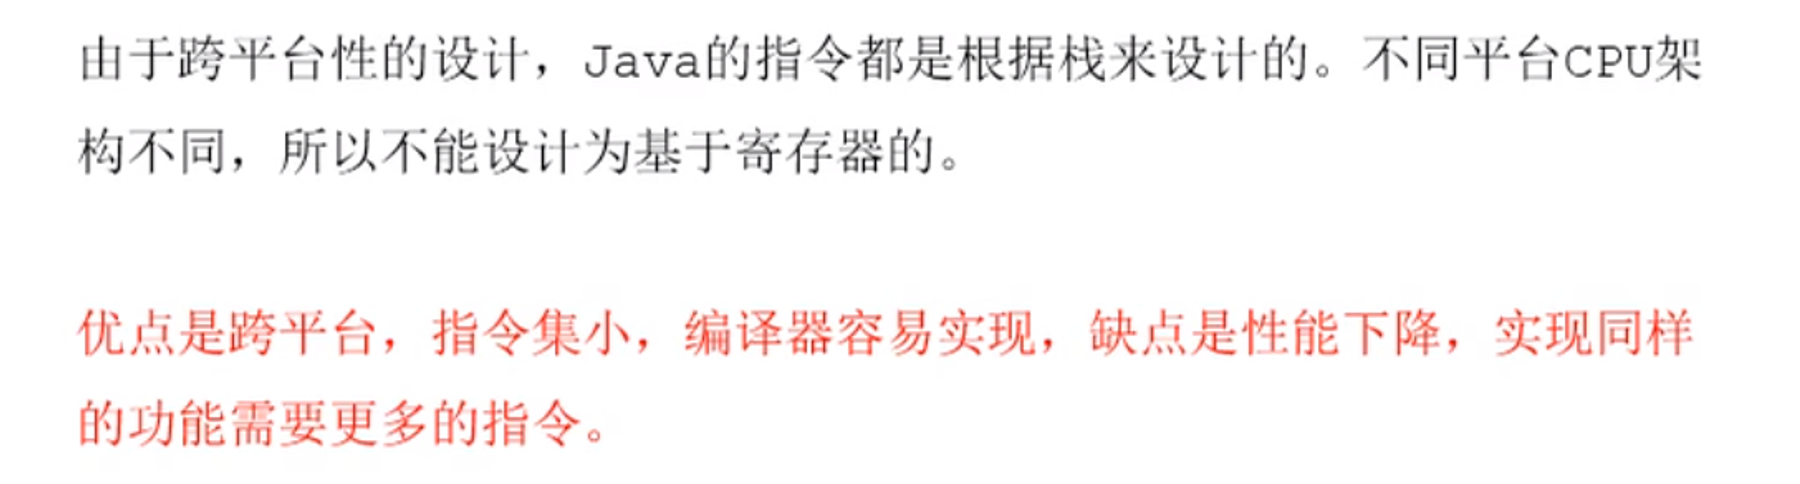 由于跨平台性的设计，Java的指令都是根据栈来设计的。不同平台CPU架
构不同，所以不能设计为基于寄存器的。
优点是跨平台，指令集小，编译器容易实现，缺点是性能下降，实现同样
的功能需要更多的指令。